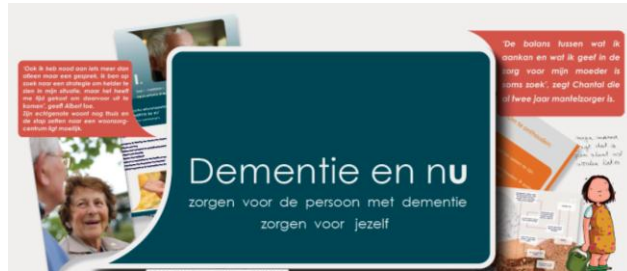 'Ook ik heb nood aan iets meer dan
alleen maar een gesprek. Ik ben op
zoek naar een strategie om helder te
zien in mijn situatie, maar het heeft
me tijd gekost om daarvoor uit te
komen', geeft Albert toe.
Zijn echtgenote woont nog thuis en
de stap zetten naar een woonzorg-
centrum ligt moeilijk.
'De balans tussen wat ik
aankan en wat ik geef in de
zorg voor mijn moeder is
soms zoek', zegt Chantal die
al twee jaar mantelzorger is.
Dementie en nu
zorgen voor de persoon met dementie
zorgen voor jezelf